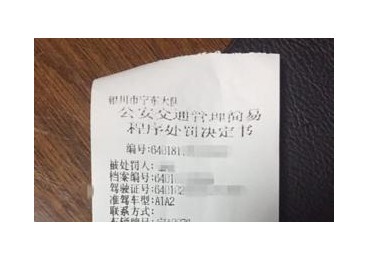 银川市宁东大队
公安交通管理简易
程序处罚决定书
编号:640181
被处罚人:
档案编号:6401
驾驶证号:6401 2
准驾车型:A1A2
联系方式: